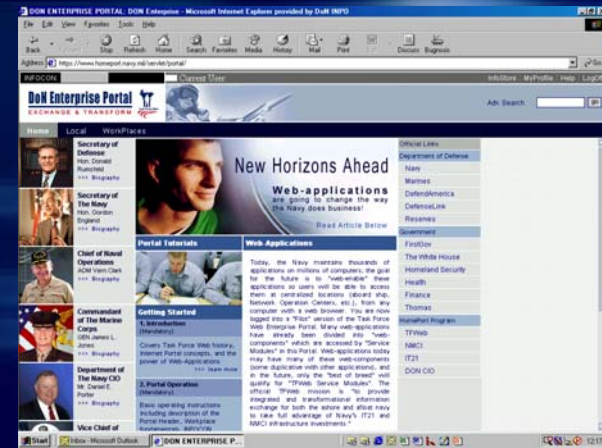 DON ENTERPRISE PORTAL: DON Enterprise - Microsoft Internet Explorer provided by DoN INPO
File Edit View Favorites Tools Help
Back Forward Stop Refresh Home Search Favorites Media History Mail Print Edit Discuss
Address https://www.homeport.navy.mil/servlet/portal/ Go
INFOCON: Current User InfoStore | MyProfile | Help | LogOff
DoN Enterprise Portal
EXCHANGE & TRANSFORM
Adv. Search
Home Local WorkPlaces
Secretary of
Defense
Hon. Donald
Rumsfeld
>>> Biography
Secretary of
The Navy
Hon. Gordon
England
>>> Biography
Chief of Naval
Operations
ADM Vern Clark
>>> Biography
Commandant
of The Marine
Corps
GEN James L.
Jones
>>> Biography
Department of
The Navy CIO
Mr. Daniel E.
Porter
>>> Biography
Vice Chief of
New Horizons Ahead
Web-applications
are going to change the
way the Navy does business!
Read Article Below
Portal Tutorials
Getting Started
1. Introduction
(Mandatory)
Covers Task Force Web history,
Internet Portal concepts, and the
power of Web-Applications.
>>> learn more
2. Portal Operation
(Mandatory)
Basic operating instructions
including description of the
Portal Header, Workplace
fundamentals, INFOCON
Web-Applications
Today, the Navy maintains thousands of
applications on millions of computers, the goal
for the future is to "web-enable" these
applications so users will be able to access
them at centralized locations (aboard ship,
Network Operation Centers, etc.), from any
computer with a web browser. You are now
logged into a "Pilot" version of the Task Force
Web Enterprise Portal. Many web-applications
have already been divided into "web-
components" which are accessed by "Service
Modules" in this Portal. Web-applications today
may have many of these web-components
(some duplicative with other applications), and
in the future, only the "best of breed" will
qualify for "TFWeb Service Modules". The
official TFWeb mission is "to provide
integrated and transformational information
exchange for both the ashore and afloat navy
to take full advantage of Navy's IT21 and
NMCI infrastructure investments."
Official Links
Department of Defense
Navy
Marines
DefendAmerica
DefenseLink
Reserves
Government
FirstGov
The White House
Homeland Security
Health
Finance
Thomas
HomePort Program
TFWeb
NMCI
IT21
DON CIO
Start Inbox - Microsoft Outlook DON ENTERPRISE P...